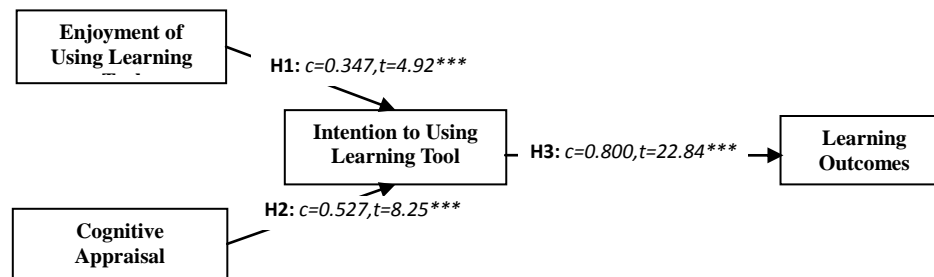 Enjoyment of
Using Learning
H1: c=0.347,t=4.92***
Intention to Using
Learning Tool
H3: c=0.800,t=22.84***
Learning
Outcomes
H2: c=0.527,t=8.25***
Cognitive
Appraisal